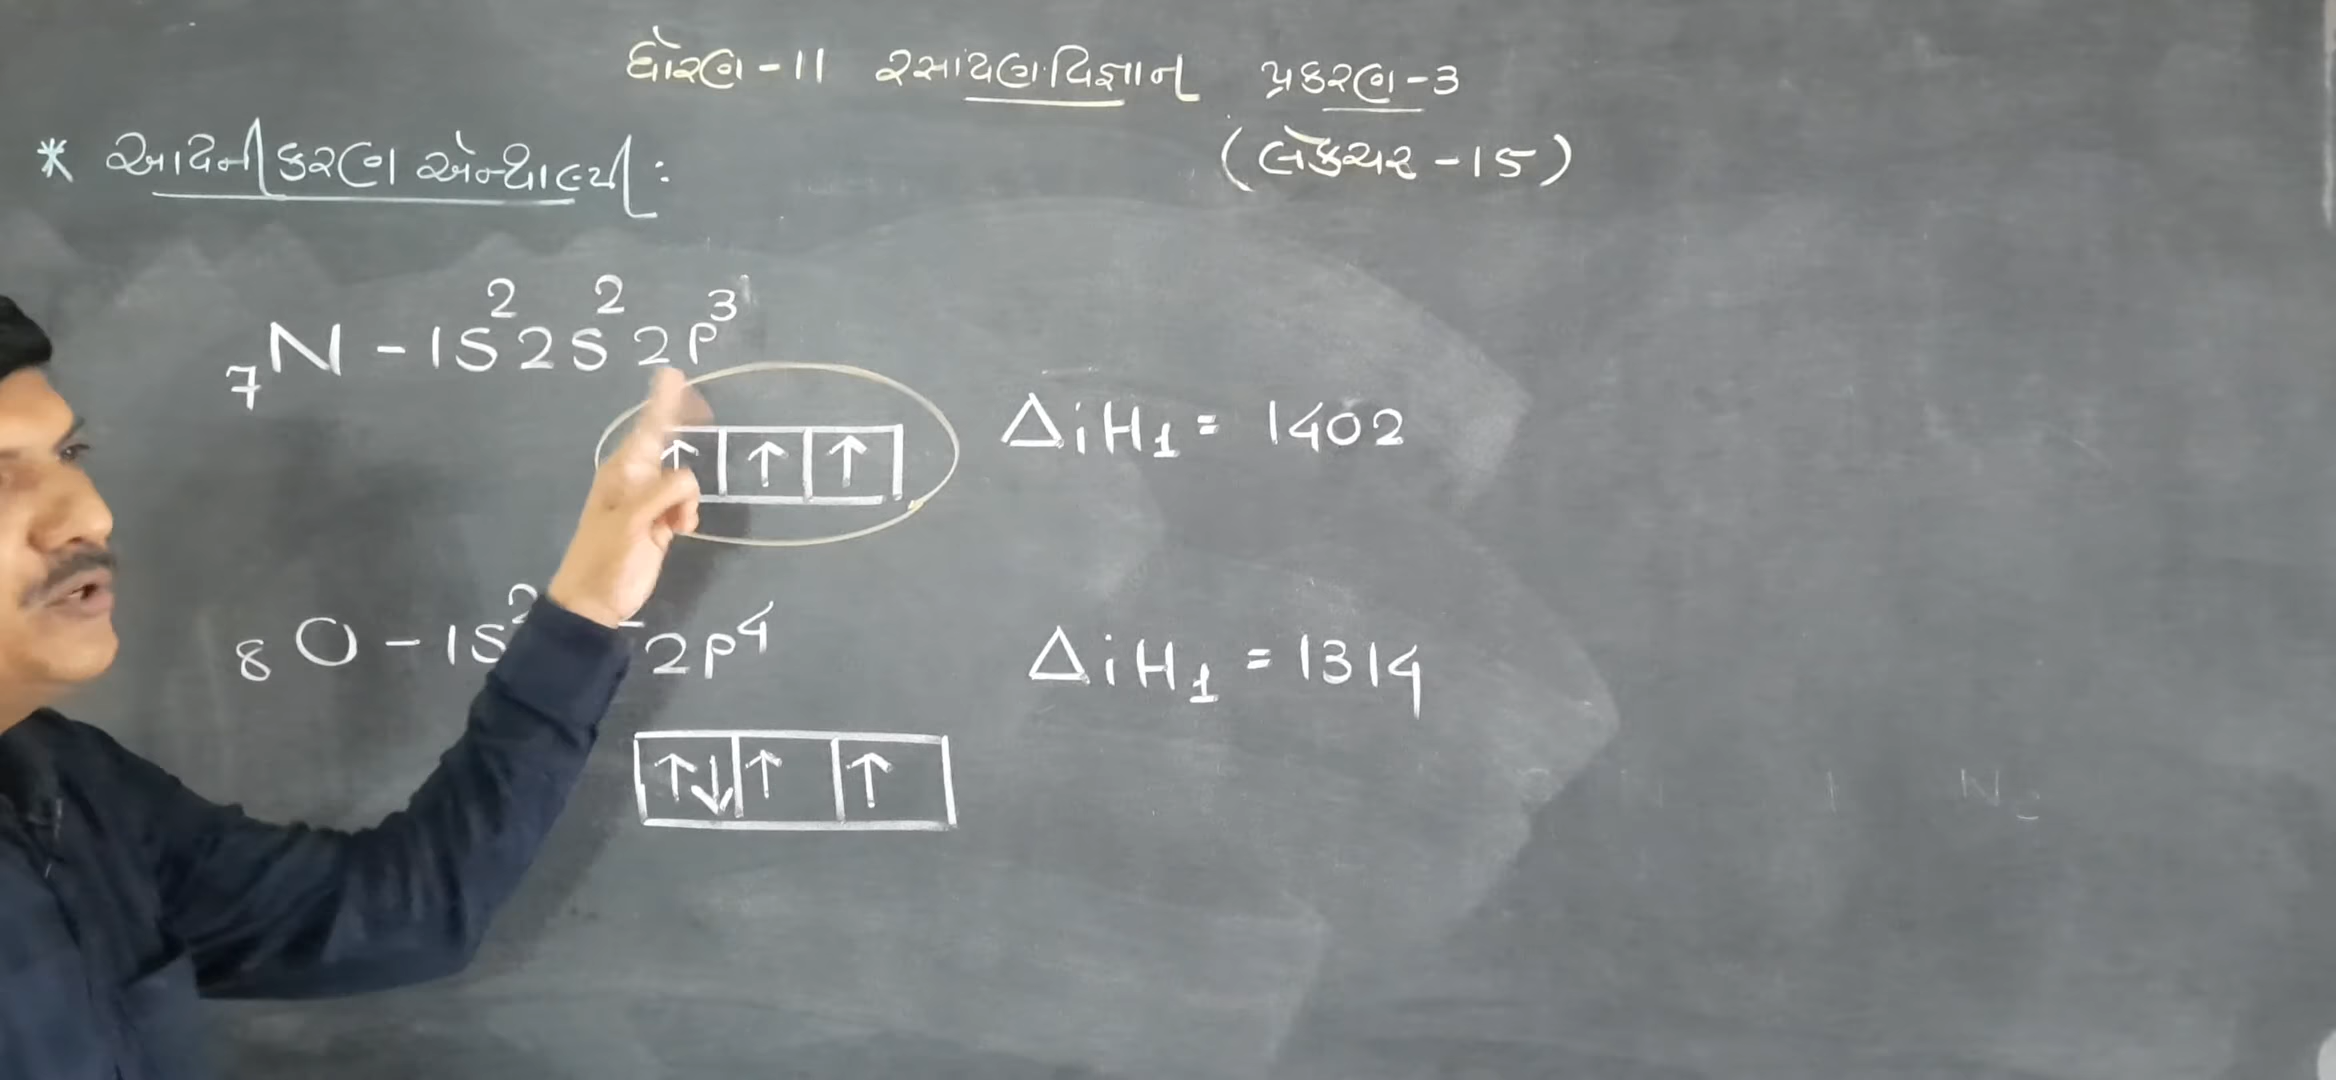 ધોરણ-11 રસાયણવિજ્ઞાન પ્રકરણ-3
(લેક્ચર-15)
* આયનીકરણ એન્થાલ્પી :
₇N - 1S² 2S² 2P³
↑ ↑ ↑
ΔiH₁ = 1402
₈O - 1S² 2P⁴
ΔiH₁ = 1314
↑↓ ↑ ↑